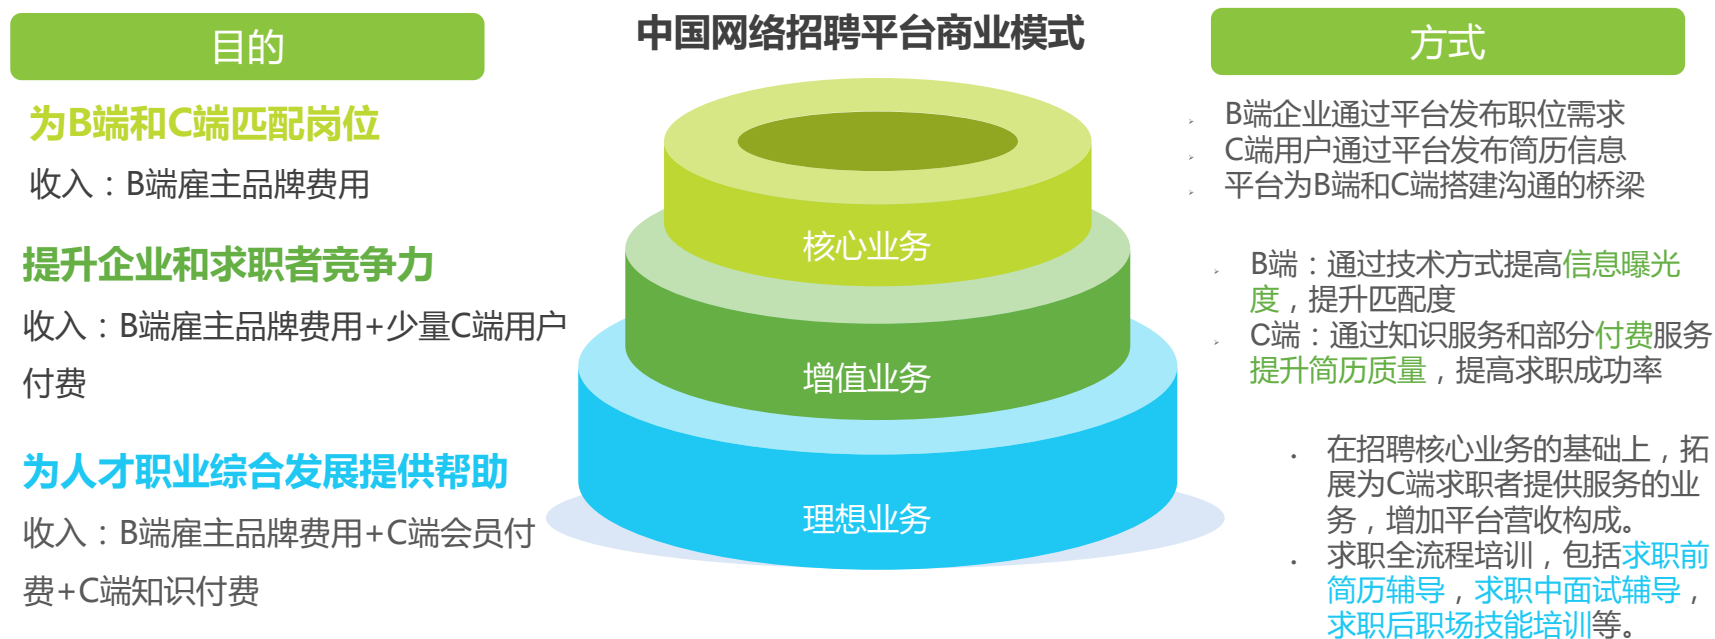 中国网络招聘平台商业模式
目的
为B端和C端匹配岗位
收入：B端雇主品牌费用
提升企业和求职者竞争力
收入：B端雇主品牌费用+少量C端用户
付费
为人才职业综合发展提供帮助
收入：B端雇主品牌费用+C端会员付
费+C端知识付费
核心业务
增值业务
理想业务
方式
B端企业通过平台发布职位需求
C端用户通过平台发布简历信息
平台为B端和C端搭建沟通的桥梁
B端：通过技术方式提高信息曝光
度，提升匹配度
C端：通过知识服务和部分付费服务
提升简历质量，提高求职成功率
在招聘核心业务的基础上，拓
展为C端求职者提供服务的业
务，增加平台营收构成。
求职全流程培训，包括求职前
简历辅导，求职中面试辅导，
求职后职场技能培训等。